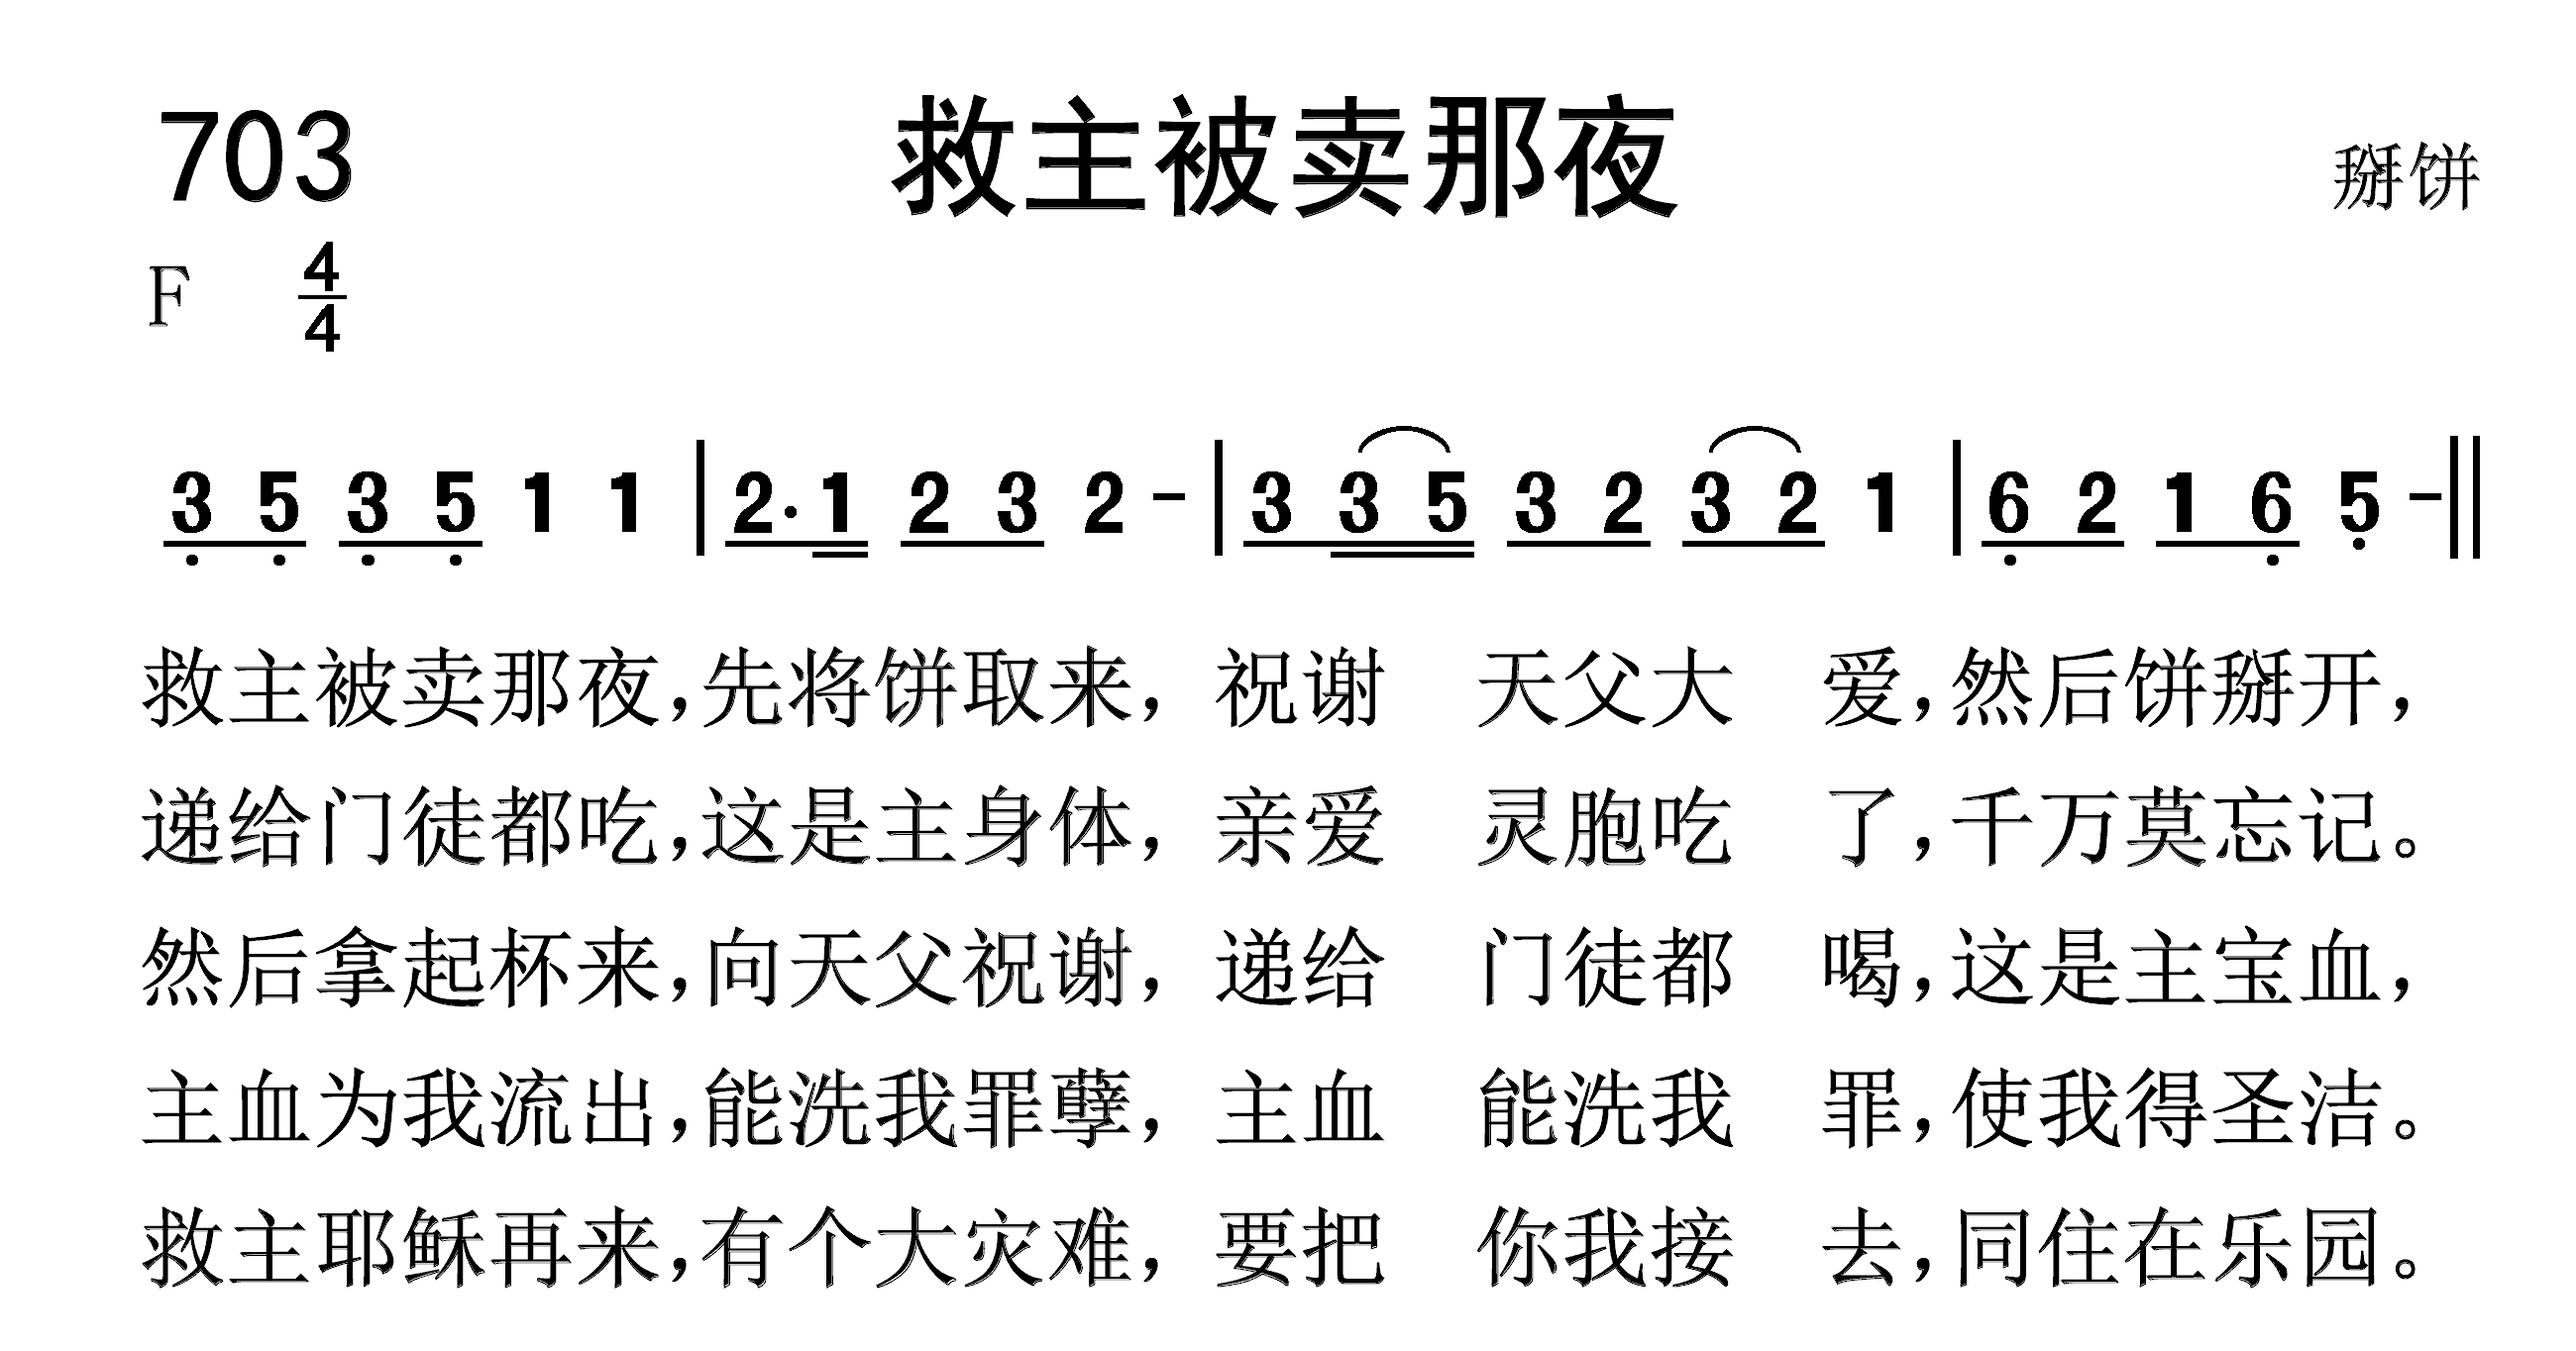 703 救主被卖那夜 掰饼
F 4/4
3 5 3 5 1 1 | 2· 1 2 3 2 - | 3 3 5 3 2 3 2 1 | 6 2 1 6 5 - ||
救主被卖那夜，先将饼取来，祝谢 天父大 爱，然后饼掰开，
递给门徒都吃，这是主身体，亲爱 灵胞吃 了，千万莫忘记。
然后拿起杯来，向天父祝谢，递给 门徒都 喝，这是主宝血，
主血为我流出，能洗我罪孽，主血 能洗我 罪，使我得圣洁。
救主耶稣再来，有个大灾难，要把 你我接 去，同住在乐园。